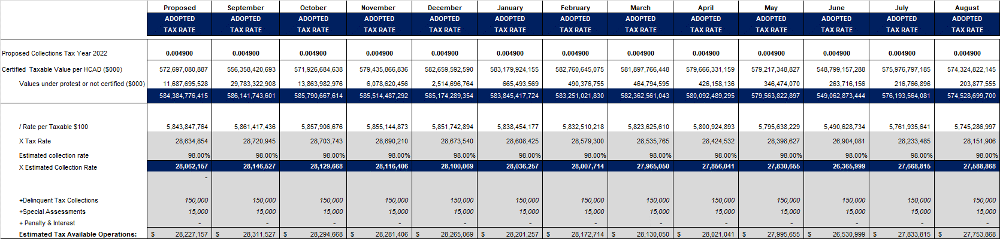 Proposed September October November December January February March April May June July August
ADOPTED ADOPTED ADOPTED ADOPTED ADOPTED ADOPTED ADOPTED ADOPTED ADOPTED ADOPTED ADOPTED ADOPTED ADOPTED
TAX RATE TAX RATE TAX RATE TAX RATE TAX RATE TAX RATE TAX RATE TAX RATE TAX RATE TAX RATE TAX RATE TAX RATE TAX RATE
Proposed Collections Tax Year 2022 0.004900 0.004900 0.004900 0.004900 0.004900 0.004900 0.004900 0.004900 0.004900 0.004900 0.004900 0.004900 0.004900
Certified Taxable Value per HCAD ($000) 572,697,080,887 556,358,420,693 571,926,684,638 579,435,866,836 582,659,592,590 583,179,924,155 582,760,645,075 581,897,766,448 579,666,331,159 579,217,348,827 548,799,157,288 575,976,797,185 574,324,822,145
Values under protest or not certified ($000) 11,687,695,528 29,783,322,908 13,863,982,976 6,078,620,456 2,514,696,764 665,493,569 490,376,755 464,794,595 426,158,136 346,474,070 263,716,156 216,766,896 203,877,555
584,384,776,415 586,141,743,601 585,790,667,614 585,514,487,292 585,174,289,354 583,845,417,724 583,251,021,830 582,362,561,043 580,092,489,295 579,563,822,897 549,062,873,444 576,193,564,081 574,528,699,700
/ Rate per Taxable $100 5,843,847,764 5,861,417,436 5,857,906,676 5,855,144,873 5,851,742,894 5,838,454,177 5,832,510,218 5,823,625,610 5,800,924,893 5,795,638,229 5,490,628,734 5,761,935,641 5,745,286,997
X Tax Rate 28,634,854 28,720,945 28,703,743 28,690,210 28,673,540 28,608,425 28,579,300 28,535,765 28,424,532 28,398,627 26,904,081 28,233,485 28,151,906
Estimated collection rate 98.00% 98.00% 98.00% 98.00% 98.00% 98.00% 98.00% 98.00% 98.00% 98.00% 98.00% 98.00% 98.00%
X Estimated Collection Rate 28,062,157 28,146,527 28,129,668 28,116,406 28,100,069 28,036,257 28,007,714 27,965,050 27,856,041 27,830,655 26,365,999 27,668,815 27,588,868
-
+Delinquent Tax Collections 150,000 150,000 150,000 150,000 150,000 150,000 150,000 150,000 150,000 150,000 150,000 150,000 150,000
+Special Assessments 15,000 15,000 15,000 15,000 15,000 15,000 15,000 15,000 15,000 15,000 15,000 15,000 15,000
+ Penalty & Interest - - - - - - - - - - - - -
Estimated Tax Available Operations: $ 28,227,157 $ 28,311,527 $ 28,294,668 $ 28,281,406 $ 28,265,069 $ 28,201,257 $ 28,172,714 $ 28,130,050 $ 28,021,041 $ 27,995,655 $ 26,530,999 $ 27,833,815 $ 27,753,868